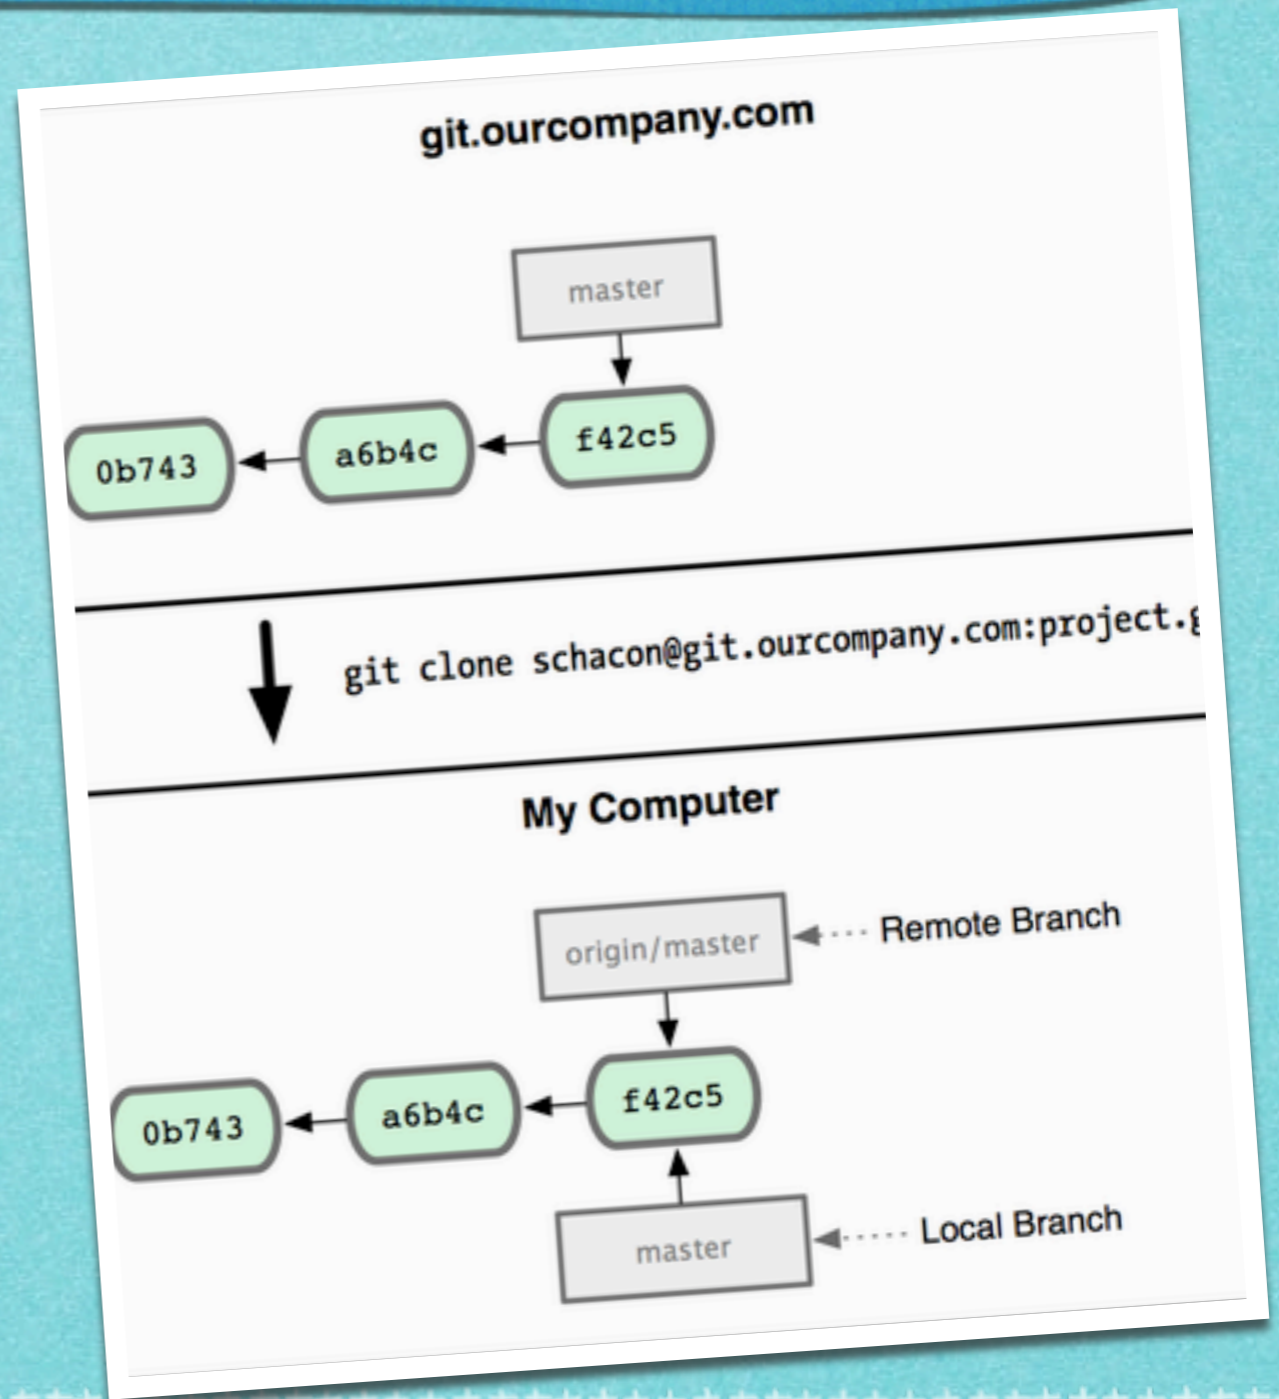 git.ourcompany.com
master
0b743
a6b4c
f42c5
git clone schacon@git.ourcompany.com:project.g
My Computer
origin/master
Remote Branch
0b743
a6b4c
f42c5
master
Local Branch